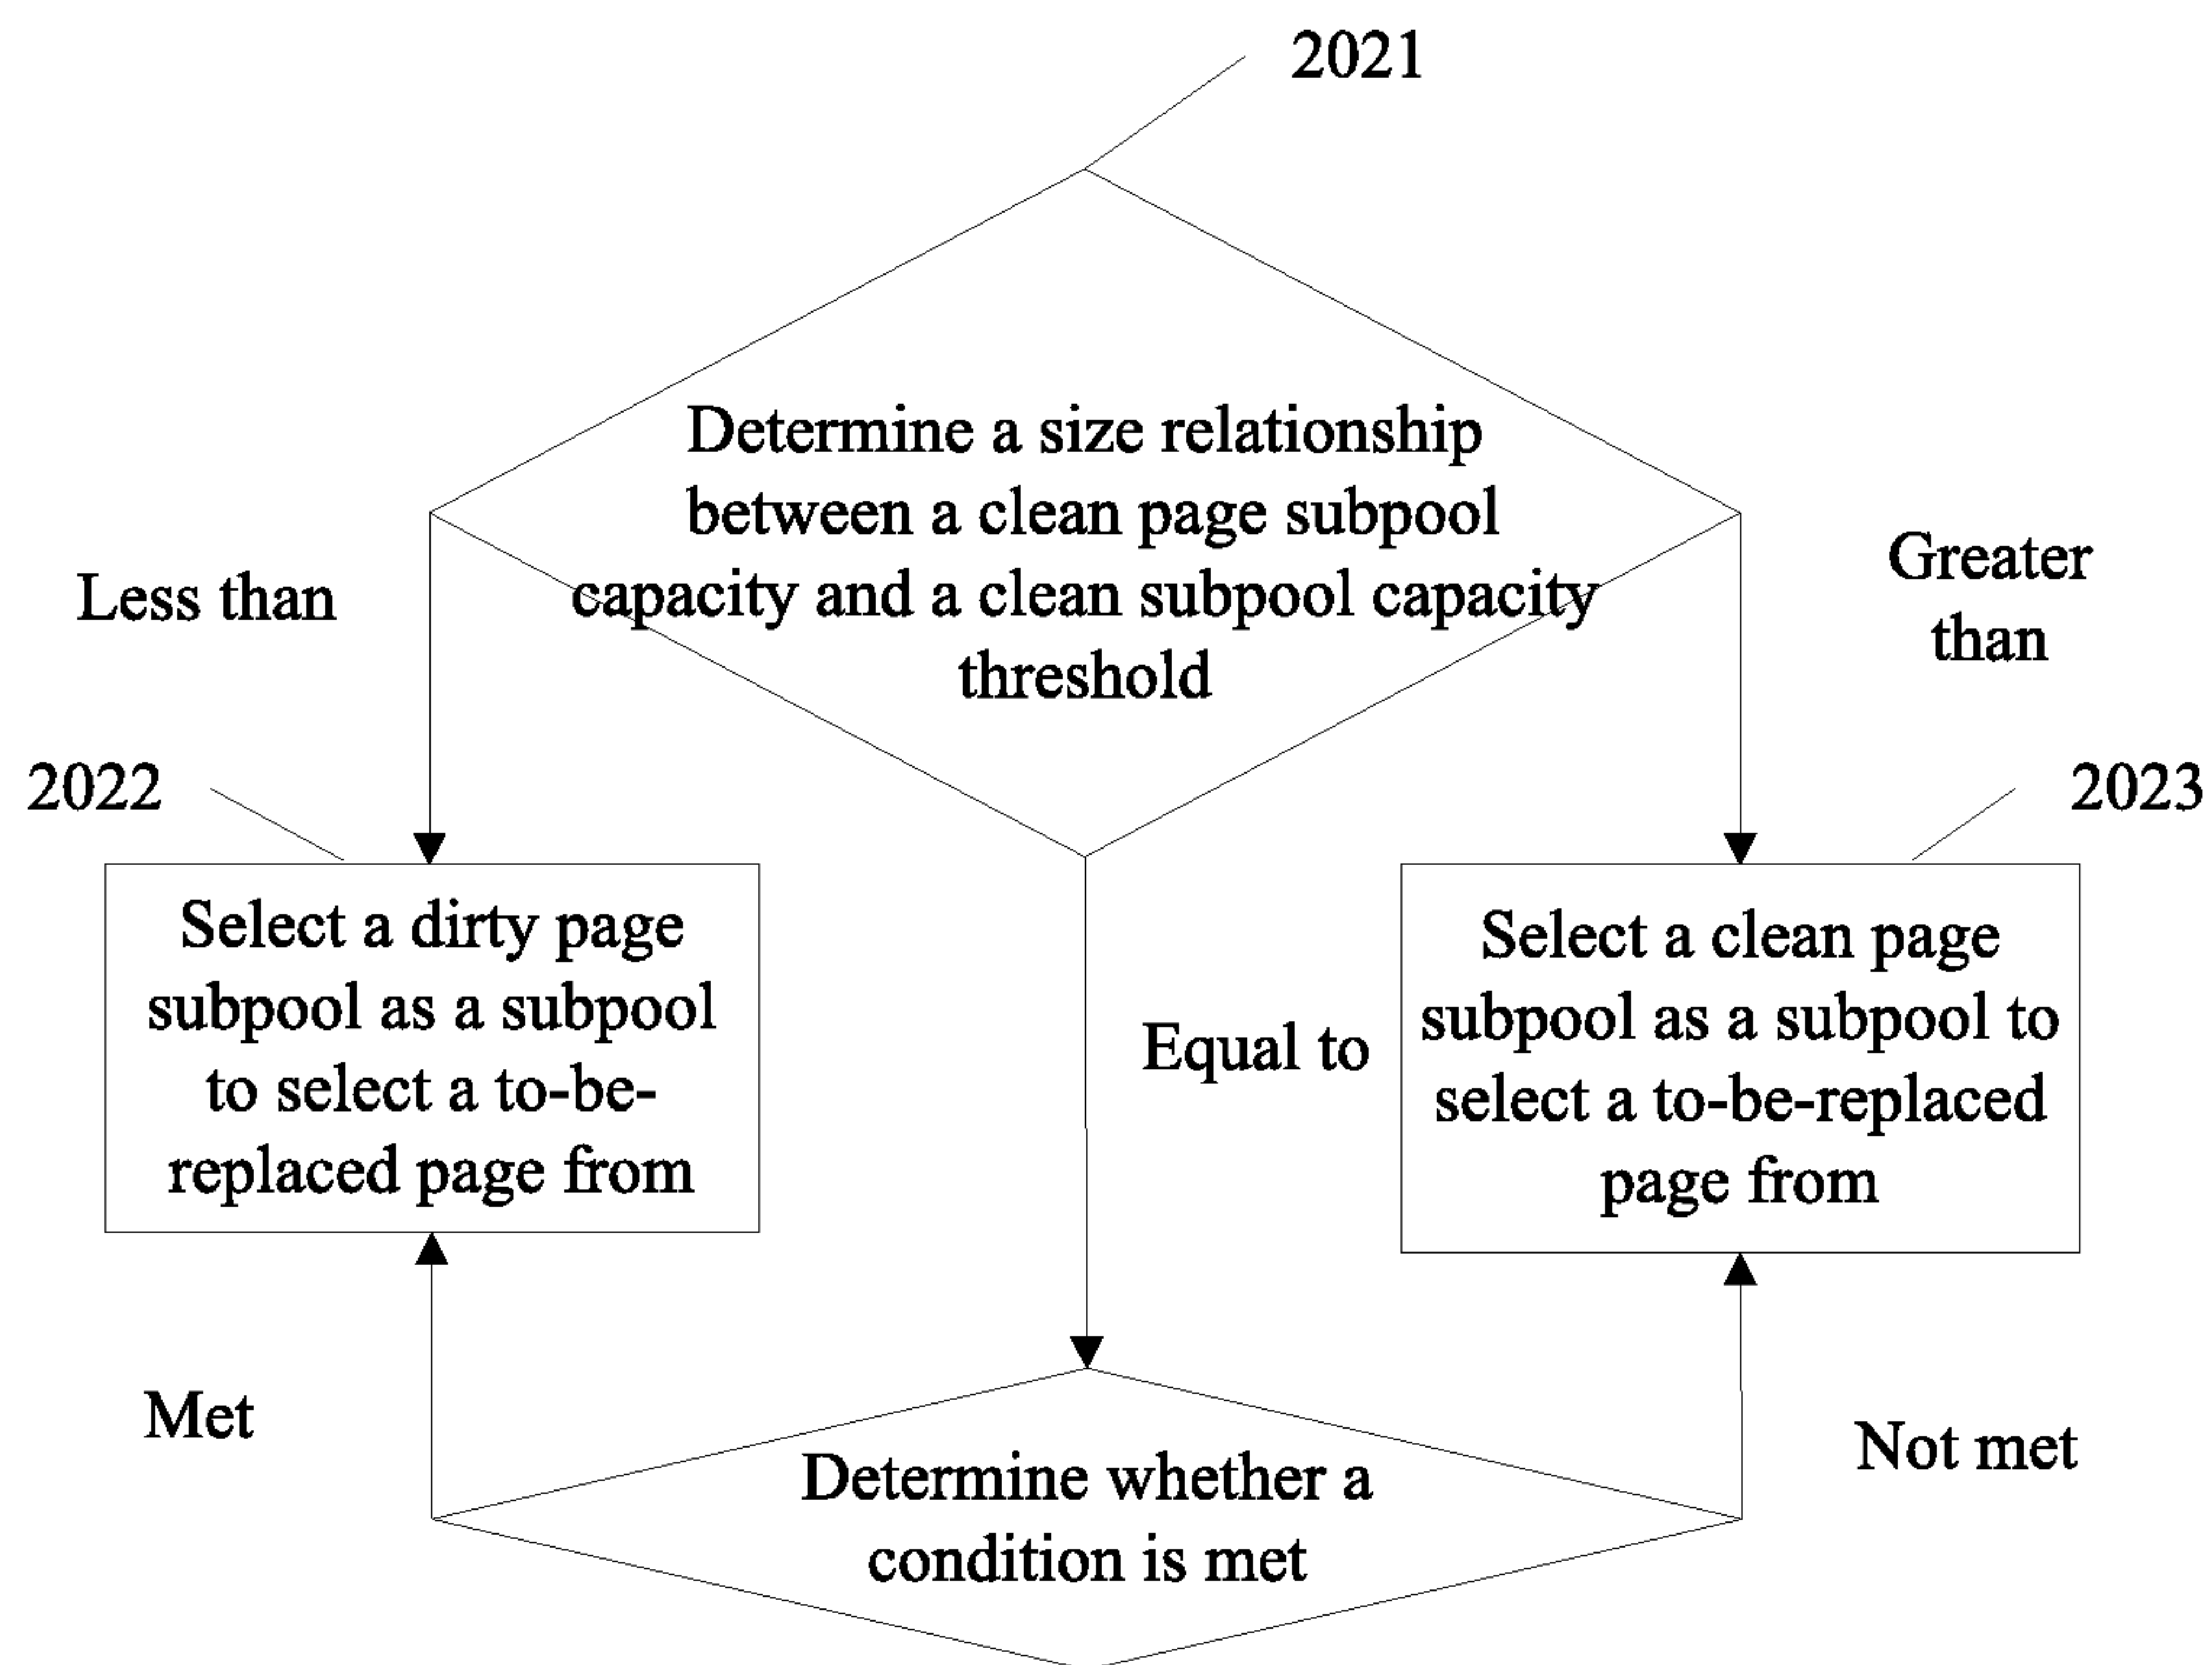 2021
Determine a size relationship
between a clean page subpool
capacity and a clean subpool capacity
threshold
Less than
Greater
than
2022
2023
Select a dirty page
subpool as a subpool
to select a to-be-
replaced page from
Equal to
Select a clean page
subpool as a subpool to
select a to-be-replaced
page from
Met
Not met
Determine whether a
condition is met